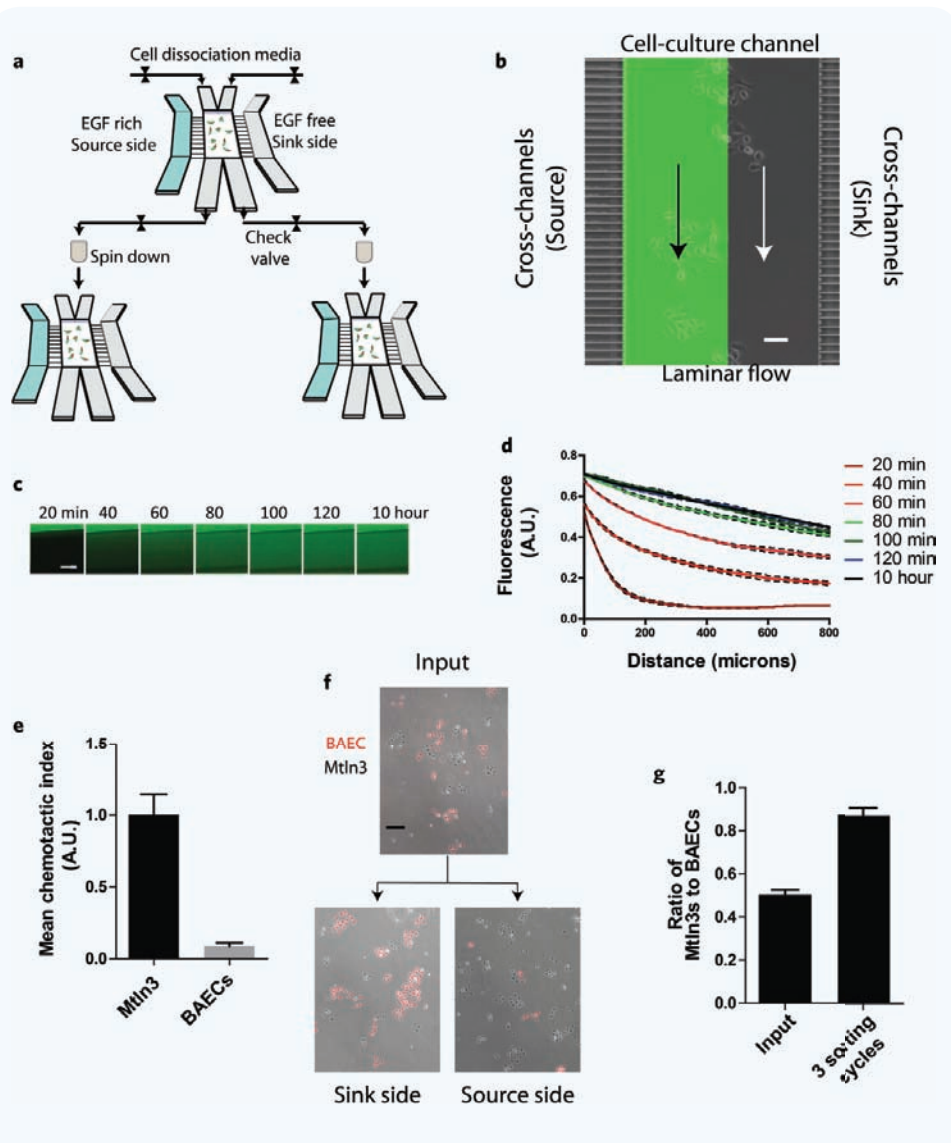 a
Cell dissociation media
EGF rich
Source side
EGF free
Sink side
Spin down
Check
valve
b
Cell-culture channel
Cross-channels
(Source)
Cross-channels
(Sink)
Laminar flow
c
20 min 40 60 80 100 120 10 hour
d
Fluorescence
(A.U.)
0.8
0.6
0.4
0.2
0.0
0 200 400 600 800
Distance (microns)
20 min
40 min
60 min
80 min
100 min
120 min
10 hour
e
Mean chemotactic index
(A.U.)
1.5
1.0
0.5
0.0
MtIn3
BAECs
f
Input
BAEC
MtIn3
Sink side
Source side
g
Ratio of
MtIn3s to BAECs
1.0
0.8
0.6
0.4
0.2
0.0
Input
3 sorting
cycles